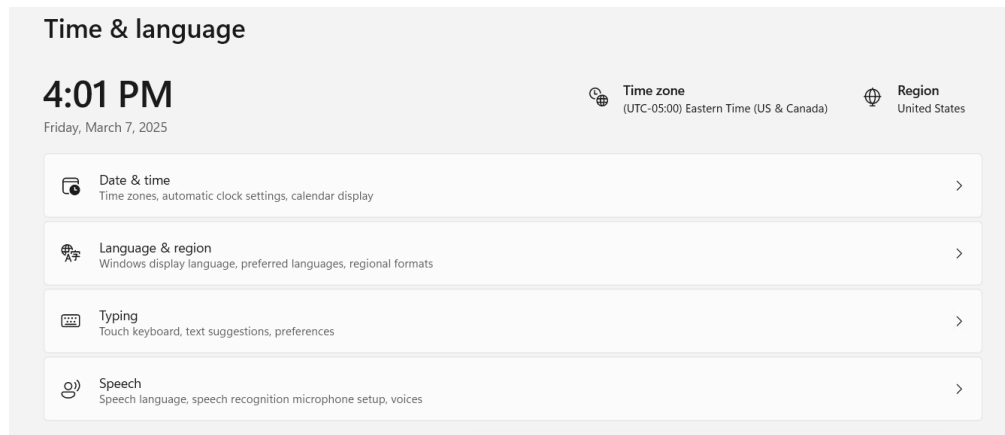 Time & language
4:01 PM
Friday, March 7, 2025
Time zone
(UTC-05:00) Eastern Time (US & Canada)
Region
United States
Date & time
Time zones, automatic clock settings, calendar display
Language & region
Windows display language, preferred languages, regional formats
Typing
Touch keyboard, text suggestions, preferences
Speech
Speech language, speech recognition microphone setup, voices